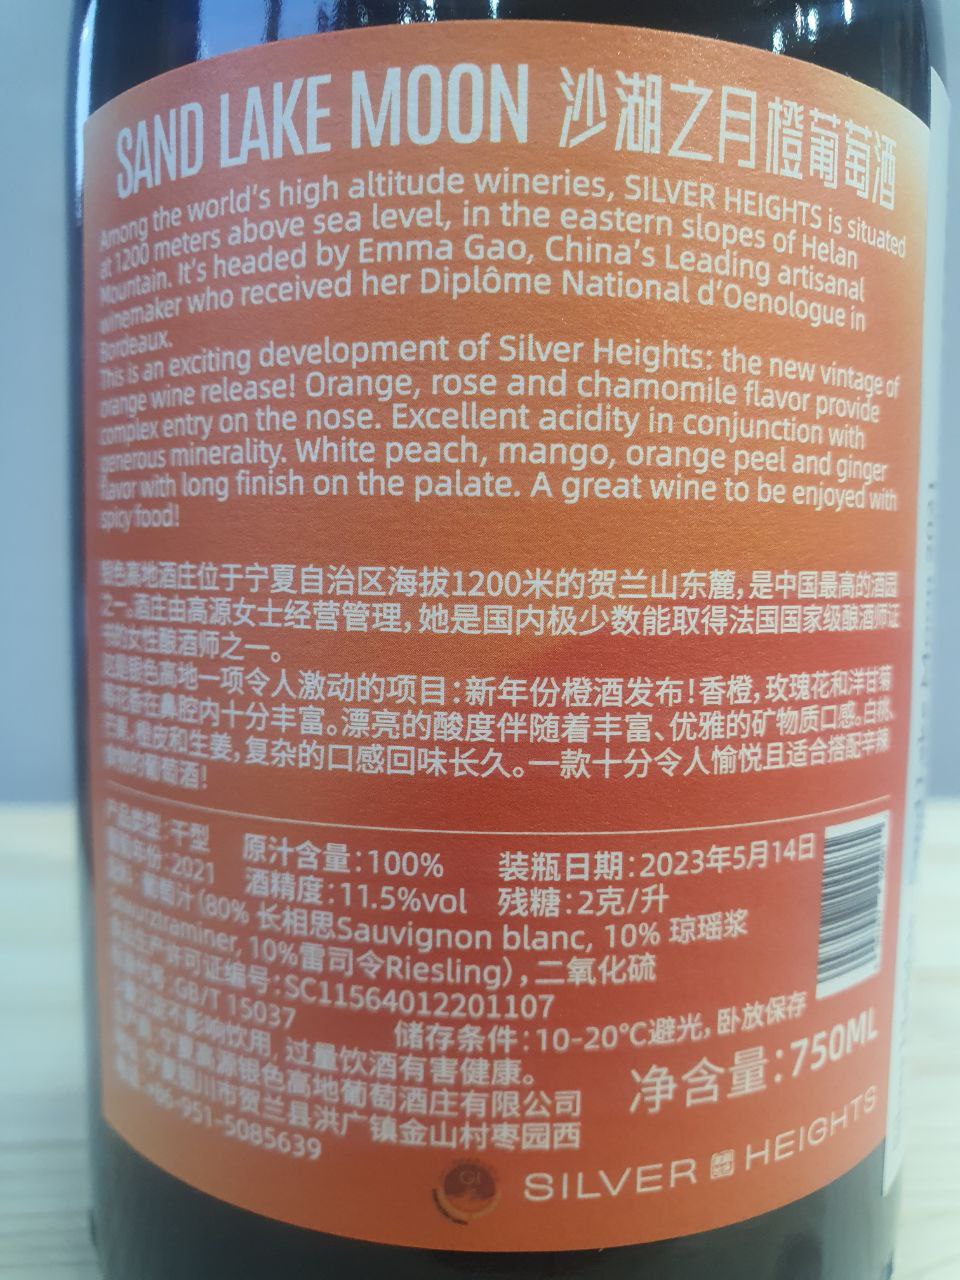 SAND LAKE MOON 沙湖之月橙葡萄酒
Among the world's high altitude wineries, SILVER HEIGHTS is situated
at 1200 meters above sea level, in the eastern slopes of Helan
Mountain. It's headed by Emma Gao, China's Leading artisanal
winemaker who received her Diplôme National d'Oenologue in
Bordeaux.
This is an exciting development of Silver Heights: the new vintage of
orange wine release! Orange, rose and chamomile flavor provide
complex entry on the nose. Excellent acidity in conjunction with
generous minerality. White peach, mango, orange peel and ginger
flavor with long finish on the palate. A great wine to be enjoyed with
spicy food!
银色高地酒庄位于宁夏自治区海拔1200米的贺兰山东麓,是中国最高的酒园
之一。酒庄由高源女士经营管理,她是国内极少数能取得法国国家级酿酒师证
书的女性酿酒师之一。
这是银色高地一项令人激动的项目:新年份橙酒发布!香橙,玫瑰花和洋甘菊
等花香在鼻腔内十分丰富。漂亮的酸度伴随着丰富、优雅的矿物质口感。白桃、
芒果、橙皮和生姜,复杂的口感回味长久。一款十分令人愉悦且适合搭配辛辣
食物的葡萄酒!
产品类型:干型 原汁含量:100% 装瓶日期:2023年5月14日
年份:2021 酒精度:11.5%vol 残糖:2克/升
葡萄汁(80% 长相思Sauvignon blanc, 10% 琼瑶浆
Gewurztraminer, 10%雷司令Riesling),二氧化硫
食品生产许可证编号:SC11564012201107
GB/T 15037 储存条件:10-20℃避光,卧放保存
少量沉淀不影响饮用,过量饮酒有害健康。 净含量:750ML
宁夏高源银色高地葡萄酒庄有限公司
宁夏银川市贺兰县洪广镇金山村枣园西
086-951-5085639
GI SILVER HEIGHTS